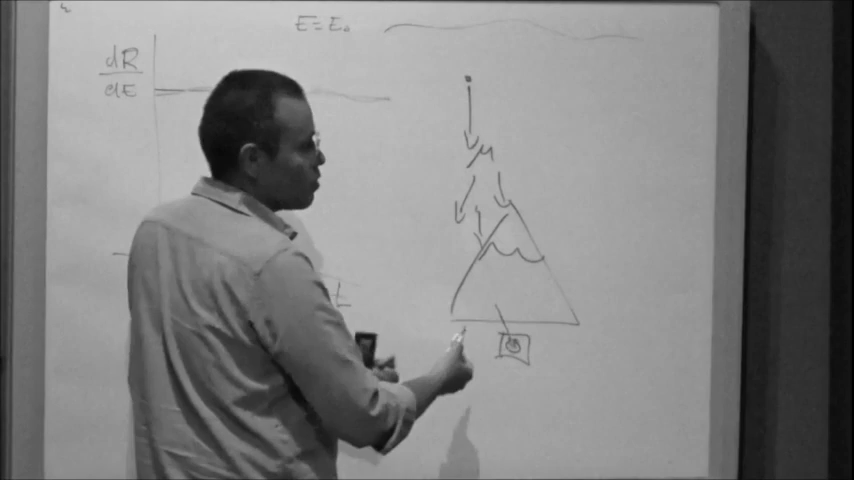 E = E₀
dR
dE
μ
t